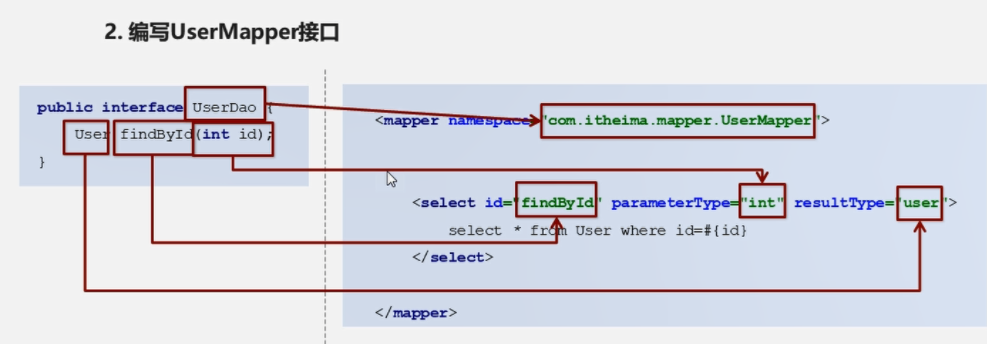 2. 编写UserMapper接口
public interface UserDao {
User findById(int id);
}
<mapper namespace="com.itheima.mapper.UserMapper">
<select id="findById" parameterType="int" resultType="user">
select * from User where id=#{id}
</select>
</mapper>